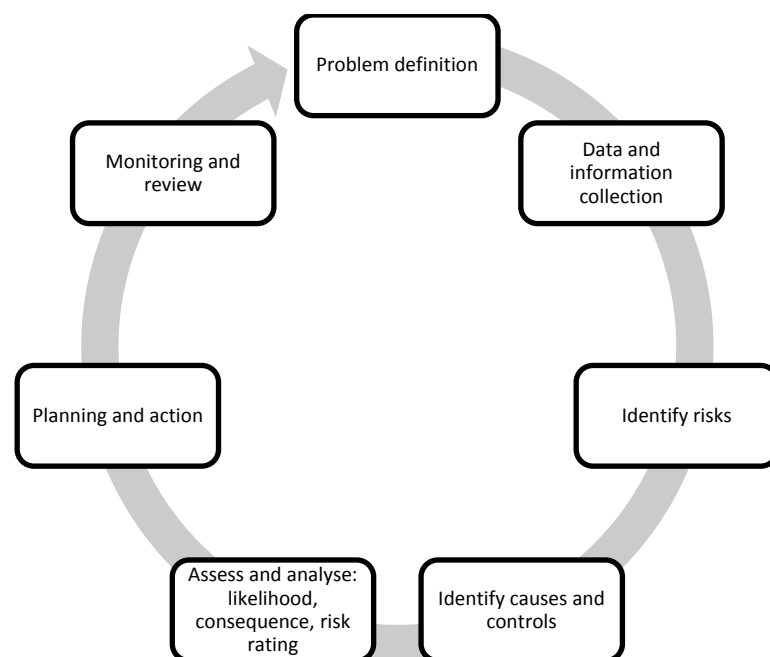 Problem definition
Data and
information
collection
Identify risks
Identify causes and
controls
Assess and analyse:
likelihood,
consequence, risk
rating
Planning and action
Monitoring and
review